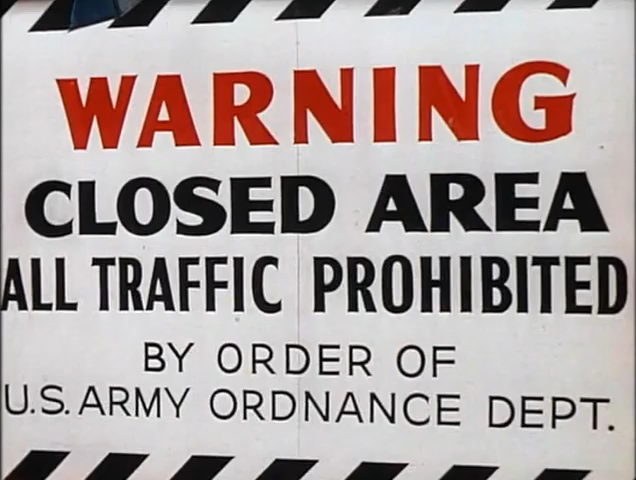 WARNING
CLOSED AREA
ALL TRAFFIC PROHIBITED
BY ORDER OF
U.S. ARMY ORDNANCE DEPT.